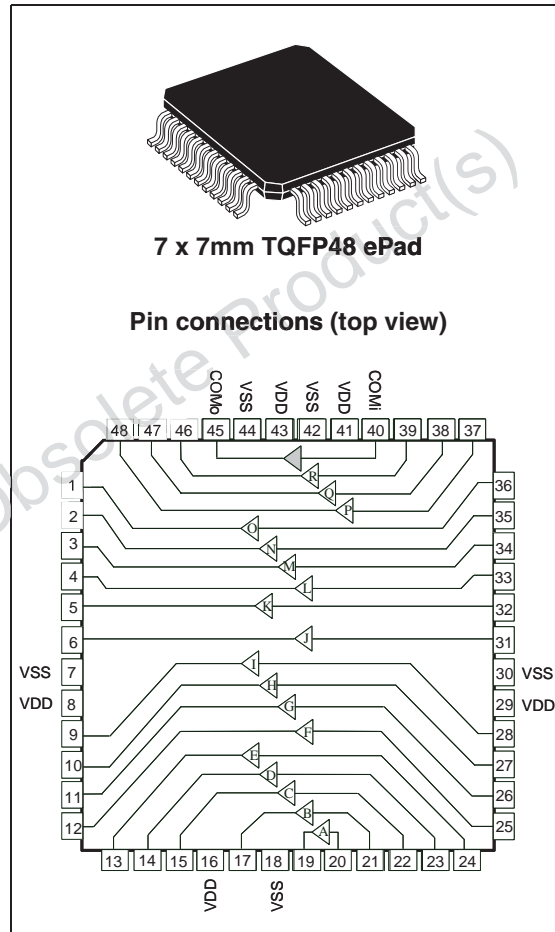 7 x 7mm TQFP48 ePad
Pin connections (top view)
COMo VSS VDD VSS VDD COMi
48 47 46 45 44 43 42 41 40 39 38 37
R
Q
P
1 36
O
2 35
N
3 34
M
4 33
L
5 K 32
6 J 31
VSS 7 I 30 VSS
VDD 8 H 29 VDD
G
9 28
F
10 27
E
11 D 26
C
12 B 25
A
13 14 15 16 17 18 19 20 21 22 23 24
VDD VSS
Obsolete Product(s)